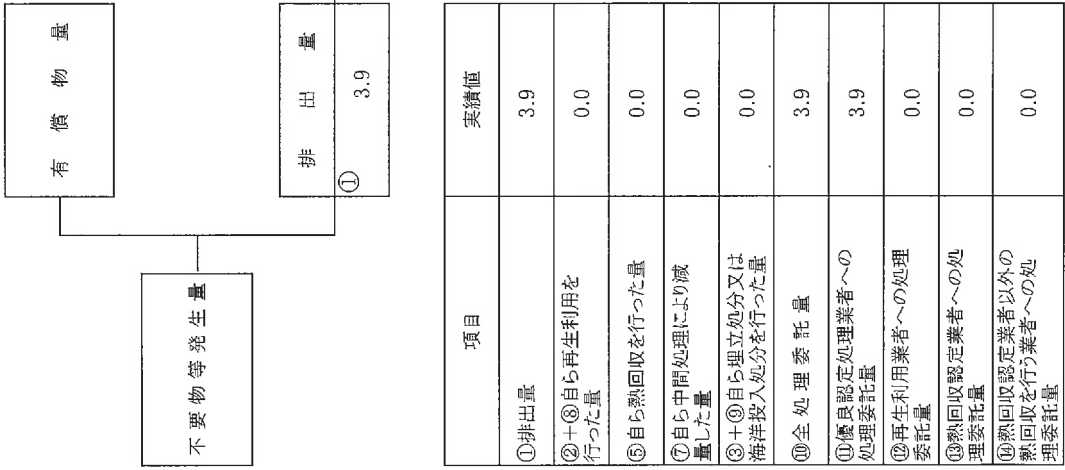 有 償 物 量
排 出 量
①
3.9
不 要 物 等 発 生 量
項目
実績値
①排出量
3.9
②+⑧自ら再生利用を
行った量
0.0
⑤自ら熱回収を行った量
0.0
⑦自ら中間処理により減
量した量
0.0
③+⑨自ら埋立処分又は
海洋投入処分を行った量
0.0
⑩全 処 理 委 託 量
3.9
⑪優良認定処理業者への
処理委託量
3.9
⑫再生利用業者への処理
委託量
0.0
⑬熱回収認定業者への処
理委託量
0.0
⑭熱回収認定業者以外の
熱回収を行う業者への処
理委託量
0.0